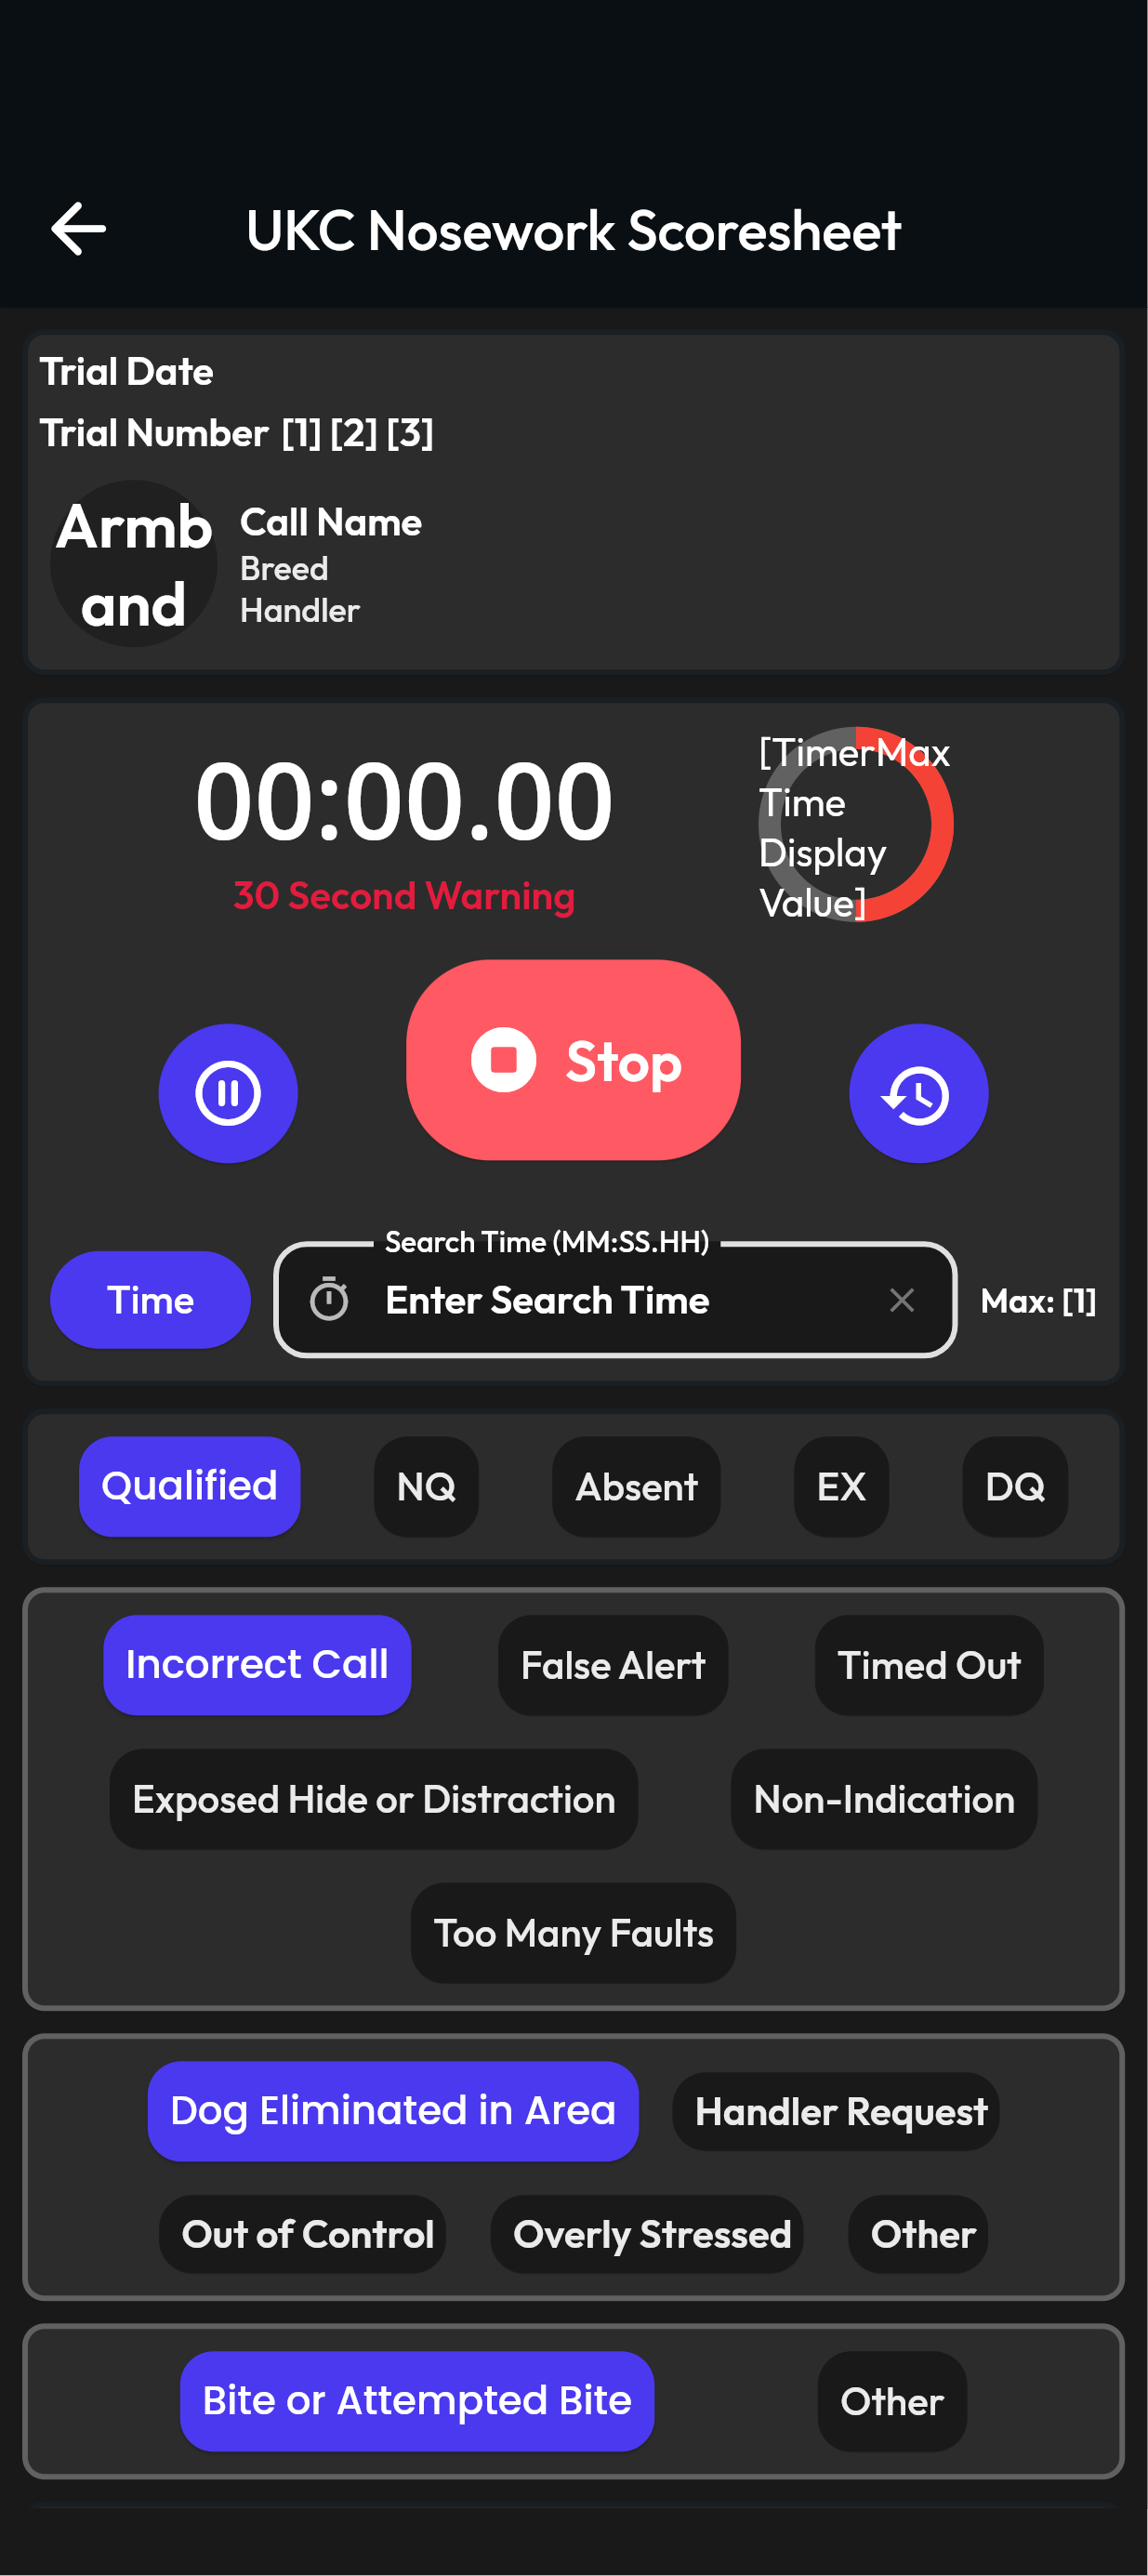 UKC Nosework Scoresheet
Trial Date
Trial Number [1] [2] [3]
Armb
and
Call Name
Breed
Handler
00:00.00
30 Second Warning
[TimerMax
Time
Display
Value]
Stop
Time
Search Time (MM:SS.HH)
Enter Search Time
Max: [1]
Qualified NQ Absent EX DQ
Incorrect Call False Alert Timed Out
Exposed Hide or Distraction Non-Indication
Too Many Faults
Dog Eliminated in Area Handler Request
Out of Control Overly Stressed Other
Bite or Attempted Bite Other